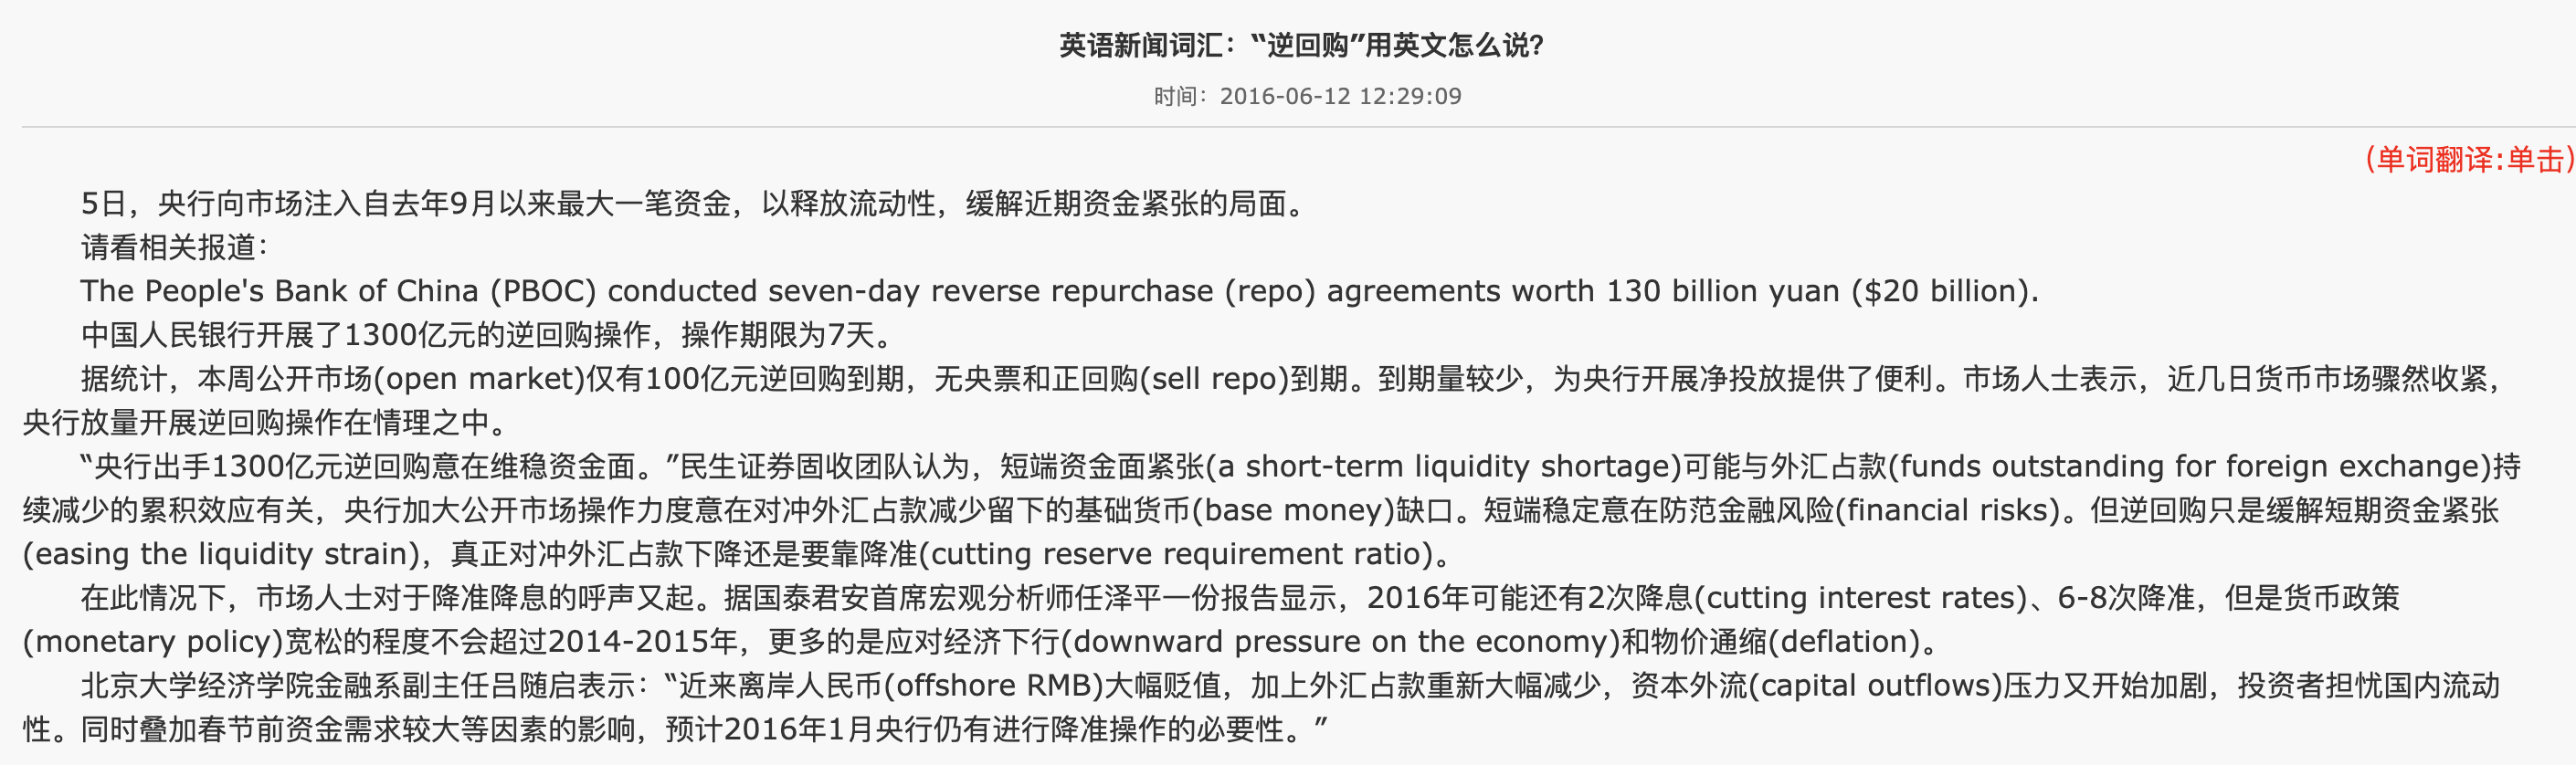 英语新闻词汇：“逆回购”用英文怎么说?
时间：2016-06-12 12:29:09
(单词翻译:单击)
5日，央行向市场注入自去年9月以来最大一笔资金，以释放流动性，缓解近期资金紧张的局面。
请看相关报道：
The People's Bank of China (PBOC) conducted seven-day reverse repurchase (repo) agreements worth 130 billion yuan ($20 billion).
中国人民银行开展了1300亿元的逆回购操作，操作期限为7天。
据统计，本周公开市场(open market)仅有100亿元逆回购到期，无央票和正回购(sell repo)到期。到期量较少，为央行开展净投放提供了便利。市场人士表示，近几日货币市场骤然收紧，
央行放量开展逆回购操作在情理之中。
“央行出手1300亿元逆回购意在维稳资金面。”民生证券固收团队认为，短端资金面紧张(a short-term liquidity shortage)可能与外汇占款(funds outstanding for foreign exchange)持
续减少的累积效应有关，央行加大公开市场操作力度意在对冲外汇占款减少留下的基础货币(base money)缺口。短端稳定意在防范金融风险(financial risks)。但逆回购只是缓解短期资金紧张
(easing the liquidity strain)，真正对冲外汇占款下降还是要靠降准(cutting reserve requirement ratio)。
在此情况下，市场人士对于降准降息的呼声又起。据国泰君安首席宏观分析师任泽平一份报告显示，2016年可能还有2次降息(cutting interest rates)、6-8次降准，但是货币政策
(monetary policy)宽松的程度不会超过2014-2015年，更多的是应对经济下行(downward pressure on the economy)和物价通缩(deflation)。
北京大学经济学院金融系副主任吕随启表示：“近来离岸人民币(offshore RMB)大幅贬值，加上外汇占款重新大幅减少，资本外流(capital outflows)压力又开始加剧，投资者担忧国内流动
性。同时叠加春节前资金需求较大等因素的影响，预计2016年1月央行仍有进行降准操作的必要性。”